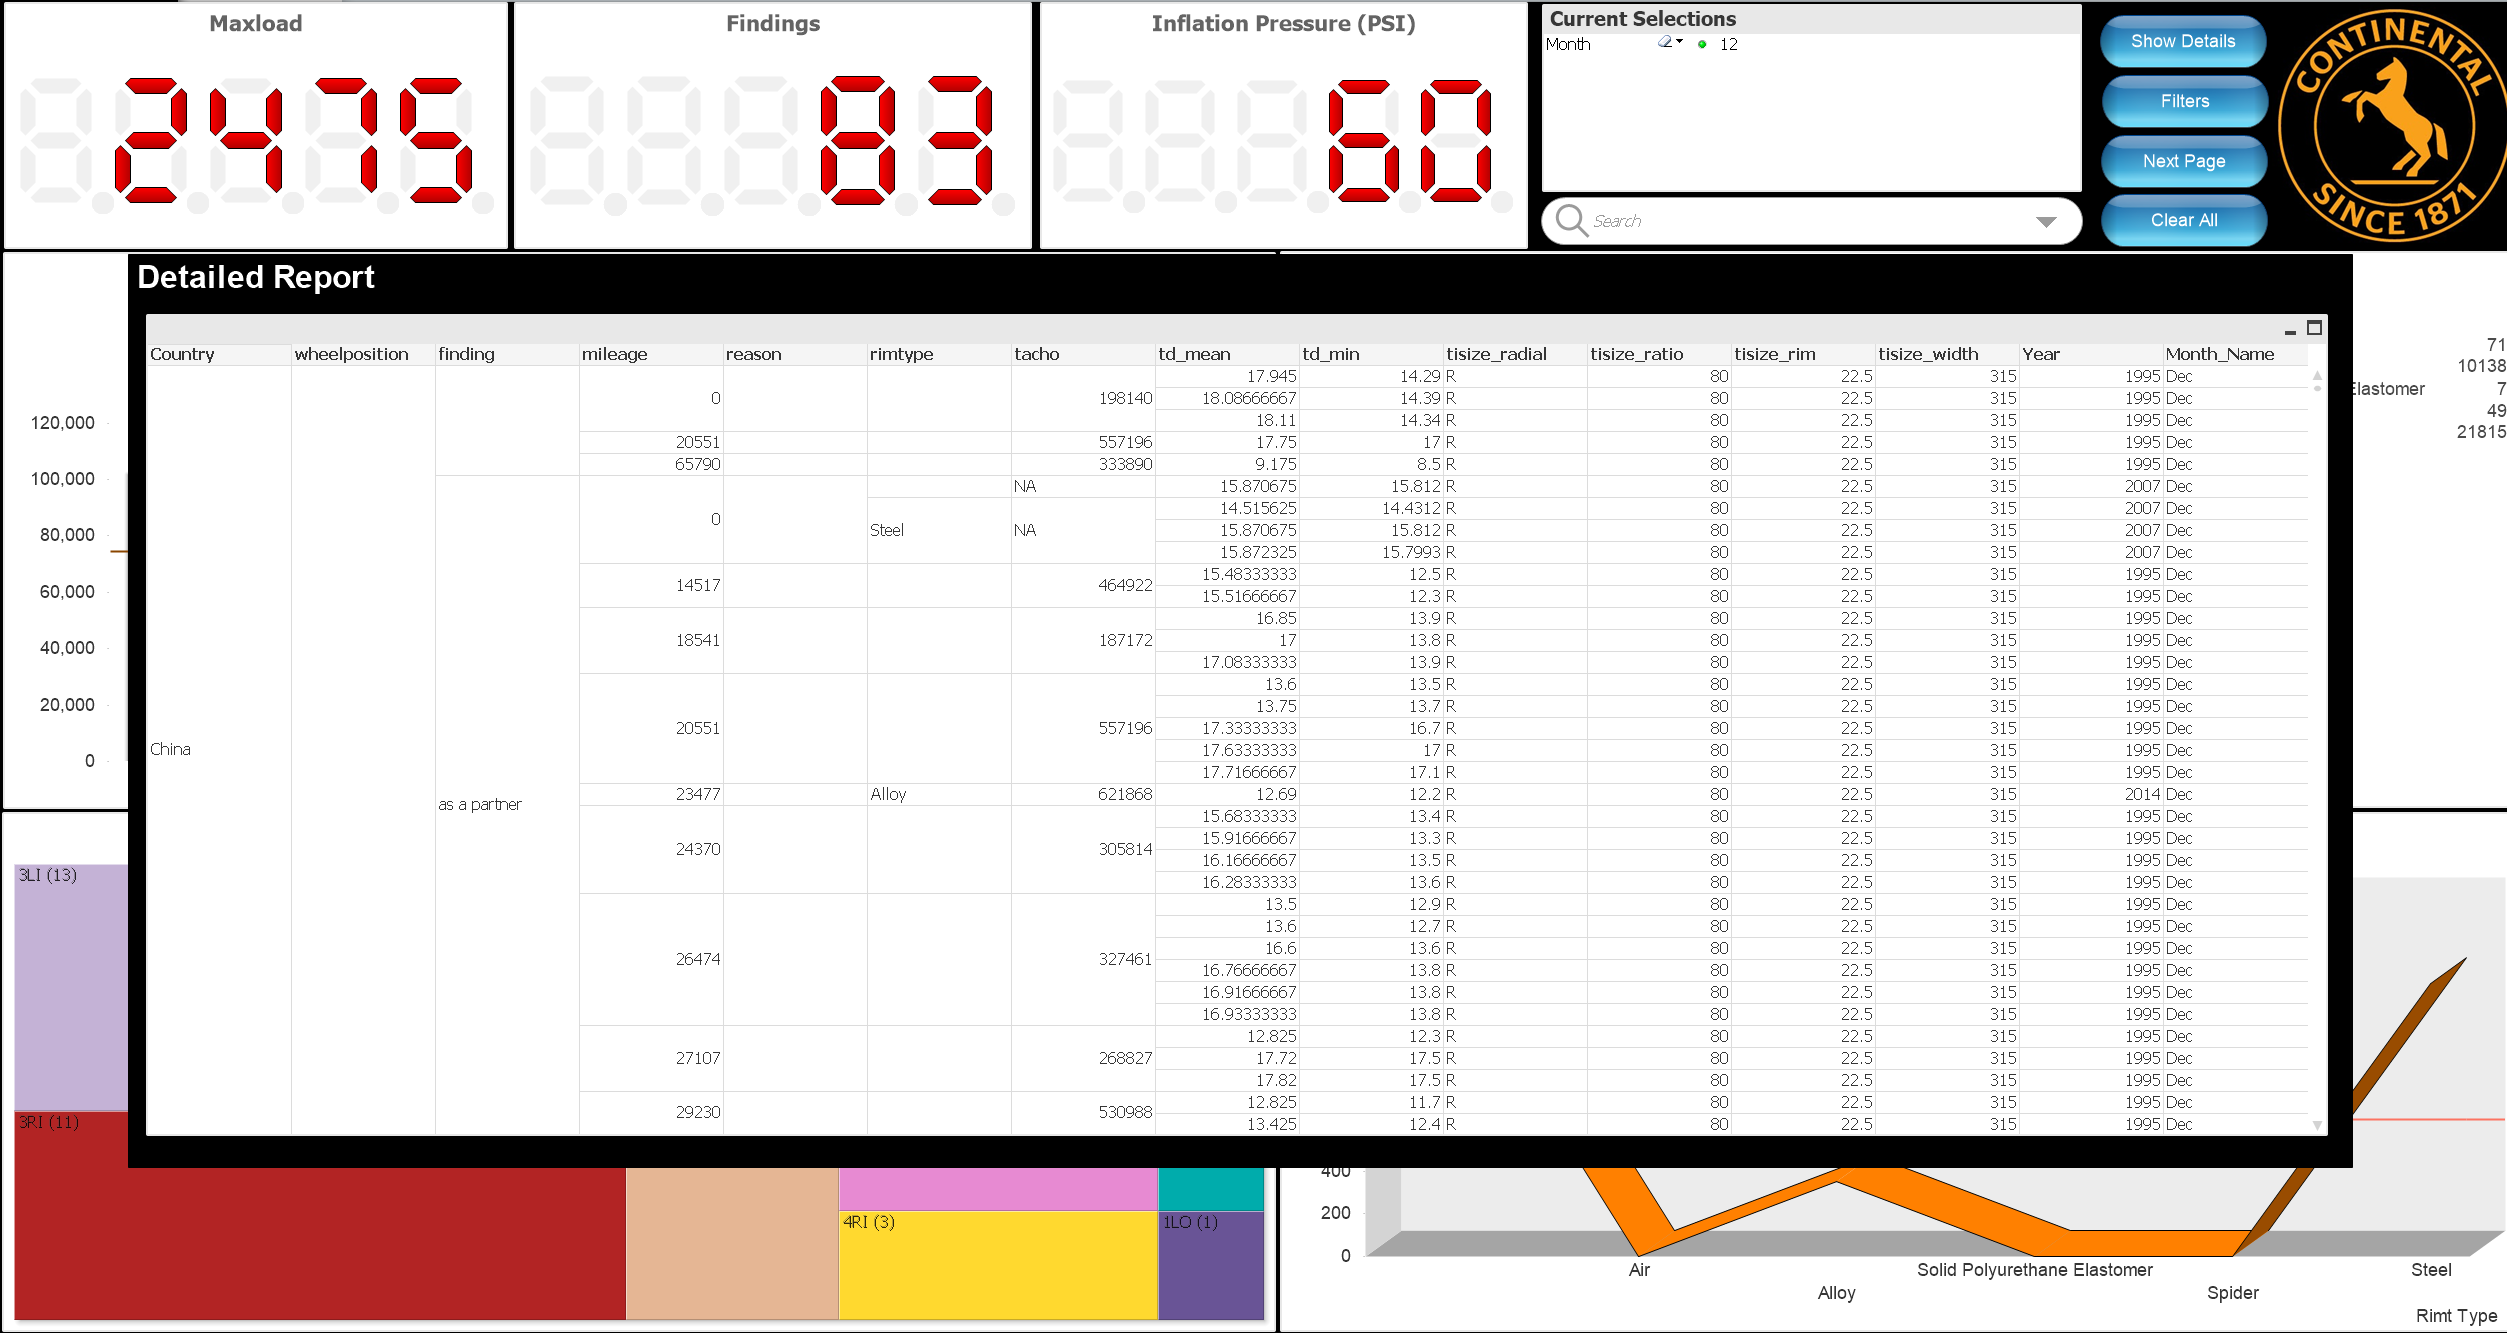 Maxload
2475
Findings
83
Inflation Pressure (PSI)
60
Current Selections
Month 12
Search
Show Details
Filters
Next Page
Clear All
CONTINENTAL
SINCE 1871
Detailed Report
Country wheelposition finding mileage reason rimtype tacho td_mean td_min tisize_radial tisize_ratio tisize_rim tisize_width Year Month_Name
17.945 14.29 R 80 22.5 315 1995 Dec
0 198140 18.08666667 14.39 R 80 22.5 315 1995 Dec
18.11 14.34 R 80 22.5 315 1995 Dec
20551 557196 17.75 17 R 80 22.5 315 1995 Dec
65790 333890 9.175 8.5 R 80 22.5 315 1995 Dec
NA 15.870675 15.812 R 80 22.5 315 2007 Dec
14.515625 14.4312 R 80 22.5 315 2007 Dec
0 Steel NA 15.870675 15.812 R 80 22.5 315 2007 Dec
15.872325 15.7993 R 80 22.5 315 2007 Dec
15.48333333 12.5 R 80 22.5 315 1995 Dec
14517 464922 15.51666667 12.3 R 80 22.5 315 1995 Dec
16.85 13.9 R 80 22.5 315 1995 Dec
18541 187172 17 13.8 R 80 22.5 315 1995 Dec
17.08333333 13.9 R 80 22.5 315 1995 Dec
13.6 13.5 R 80 22.5 315 1995 Dec
13.75 13.7 R 80 22.5 315 1995 Dec
20551 557196 17.33333333 16.7 R 80 22.5 315 1995 Dec
China 17.63333333 17 R 80 22.5 315 1995 Dec
17.71666667 17.1 R 80 22.5 315 1995 Dec
23477 Alloy 621868 12.69 12.2 R 80 22.5 315 2014 Dec
as a partner 15.68333333 13.4 R 80 22.5 315 1995 Dec
15.91666667 13.3 R 80 22.5 315 1995 Dec
24370 305814 16.16666667 13.5 R 80 22.5 315 1995 Dec
16.28333333 13.6 R 80 22.5 315 1995 Dec
13.5 12.9 R 80 22.5 315 1995 Dec
13.6 12.7 R 80 22.5 315 1995 Dec
16.6 13.6 R 80 22.5 315 1995 Dec
26474 327461 16.76666667 13.8 R 80 22.5 315 1995 Dec
16.91666667 13.8 R 80 22.5 315 1995 Dec
16.93333333 13.8 R 80 22.5 315 1995 Dec
12.825 12.3 R 80 22.5 315 1995 Dec
27107 268827 17.72 17.5 R 80 22.5 315 1995 Dec
17.82 17.5 R 80 22.5 315 1995 Dec
12.825 11.7 R 80 22.5 315 1995 Dec
29230 530988 13.425 12.4 R 80 22.5 315 1995 Dec
120,000
100,000
80,000
60,000
40,000
20,000
0
71
10138
Elastomer 7
49
21815
3LI (13)
3RI (11)
4RI (3)
1LO (1)
400
200
0
Air Solid Polyurethane Elastomer Steel
Alloy Spider
Rimt Type